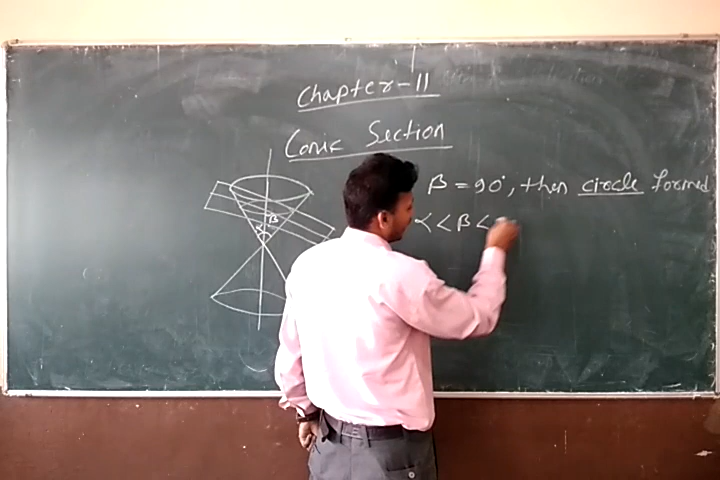 Chapter-11
Conic Section
β = 90°, then circle formed
α < β <
β
α